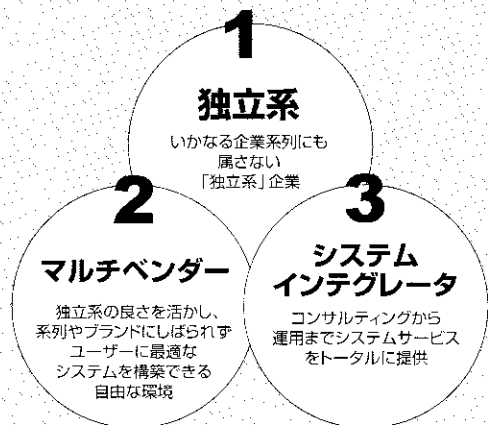 1
独立系
いかなる企業系列にも
属さない
「独立系」企業
2
マルチベンダー
独立系の良さを活かし、
系列やブランドにしばられず
ユーザーに最適な
システムを構築できる
自由な環境
3
システム
インテグレータ
コンサルティングから
運用までシステムサービス
をトータルに提供